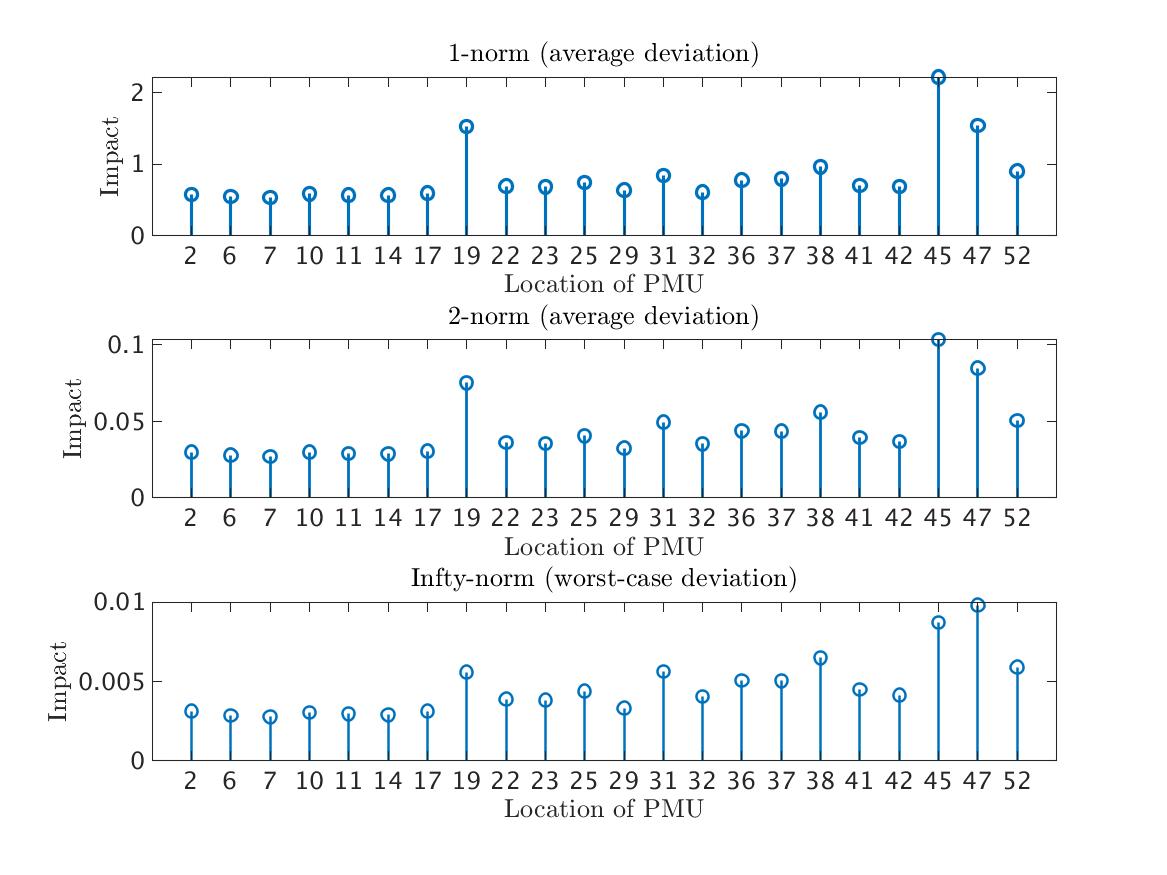 1-norm (average deviation)
2
1
0
Impact
2 6 7 10 11 14 17 19 22 23 25 29 31 32 36 37 38 41 42 45 47 52
Location of PMU
2-norm (average deviation)
0.1
0.05
0
Impact
2 6 7 10 11 14 17 19 22 23 25 29 31 32 36 37 38 41 42 45 47 52
Location of PMU
Infty-norm (worst-case deviation)
0.01
0.005
0
Impact
2 6 7 10 11 14 17 19 22 23 25 29 31 32 36 37 38 41 42 45 47 52
Location of PMU